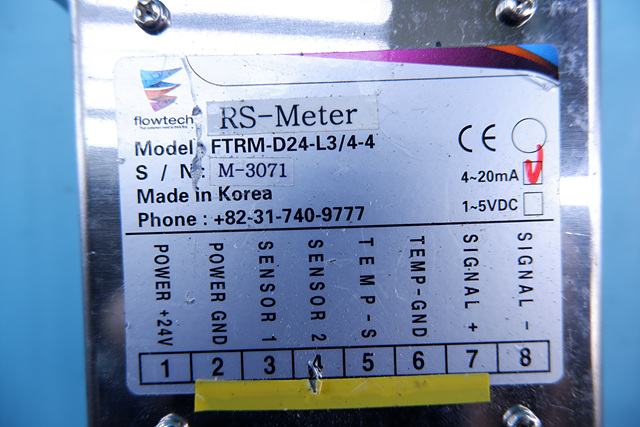 flowtech
RS-Meter
Model : FTRM-D24-L3/4-4
S / N : M-3071
Made in Korea
Phone : +82-31-740-9777
CE
4~20mA
1~5VDC
POWER +24V
POWER GND
SENSOR 1
SENSOR 2
TEMP-S
TEMP-GND
SIGNAL +
SIGNAL -
1 2 3 4 5 6 7 8